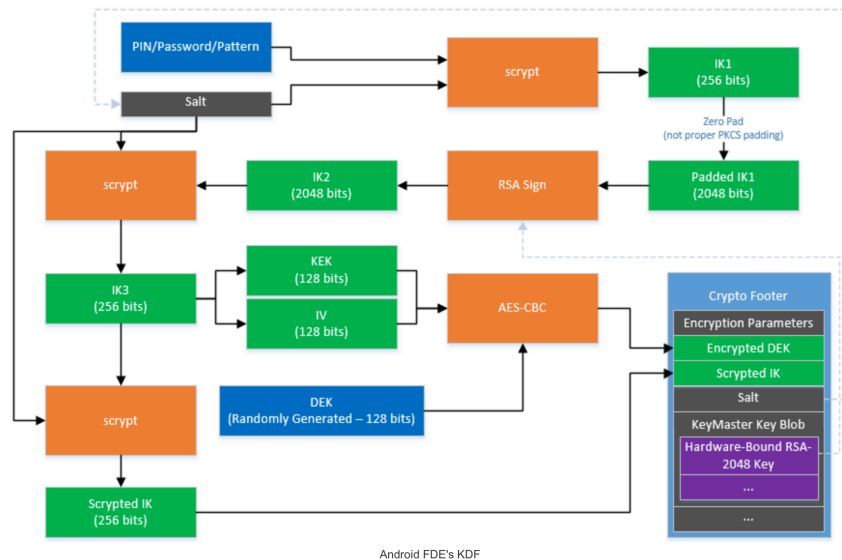 PIN/Password/Pattern
Salt
scrypt
IK1
(256 bits)
Zero Pad
(not proper PKCS padding)
scrypt
IK2
(2048 bits)
RSA Sign
Padded IK1
(2048 bits)
IK3
(256 bits)
KEK
(128 bits)
IV
(128 bits)
AES-CBC
Crypto Footer
Encryption Parameters
Encrypted DEK
Scrypted IK
Salt
KeyMaster Key Blob
Hardware-Bound RSA-
2048 Key
...
...
scrypt
DEK
(Randomly Generated – 128 bits)
Scrypted IK
(256 bits)
Android FDE's KDF